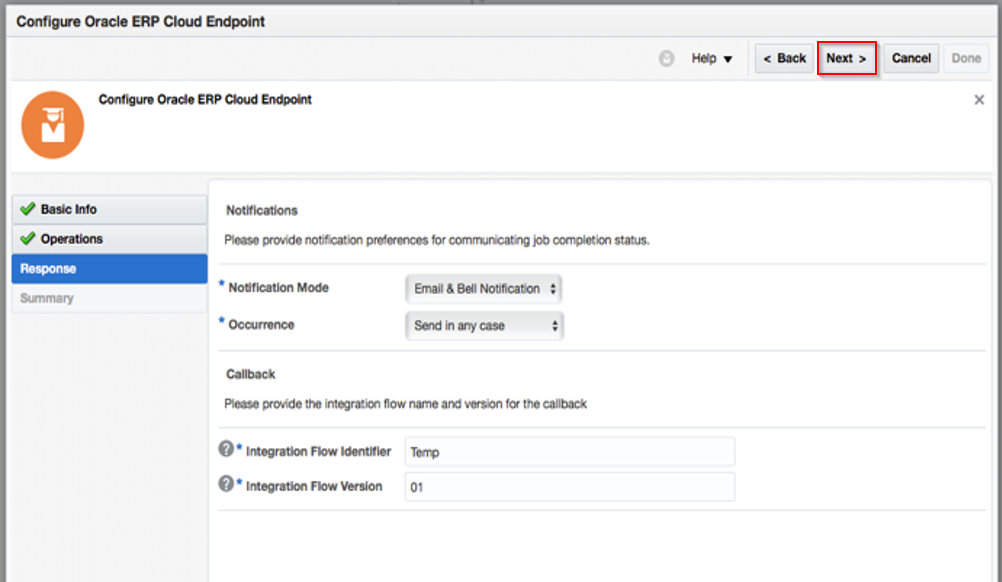 Configure Oracle ERP Cloud Endpoint
Help
< Back
Next >
Cancel
Done
Configure Oracle ERP Cloud Endpoint
Basic Info
Operations
Response
Summary
Notifications
Please provide notification preferences for communicating job completion status.
* Notification Mode
Email & Bell Notification
* Occurrence
Send in any case
Callback
Please provide the integration flow name and version for the callback
? * Integration Flow Identifier
Temp
? * Integration Flow Version
01